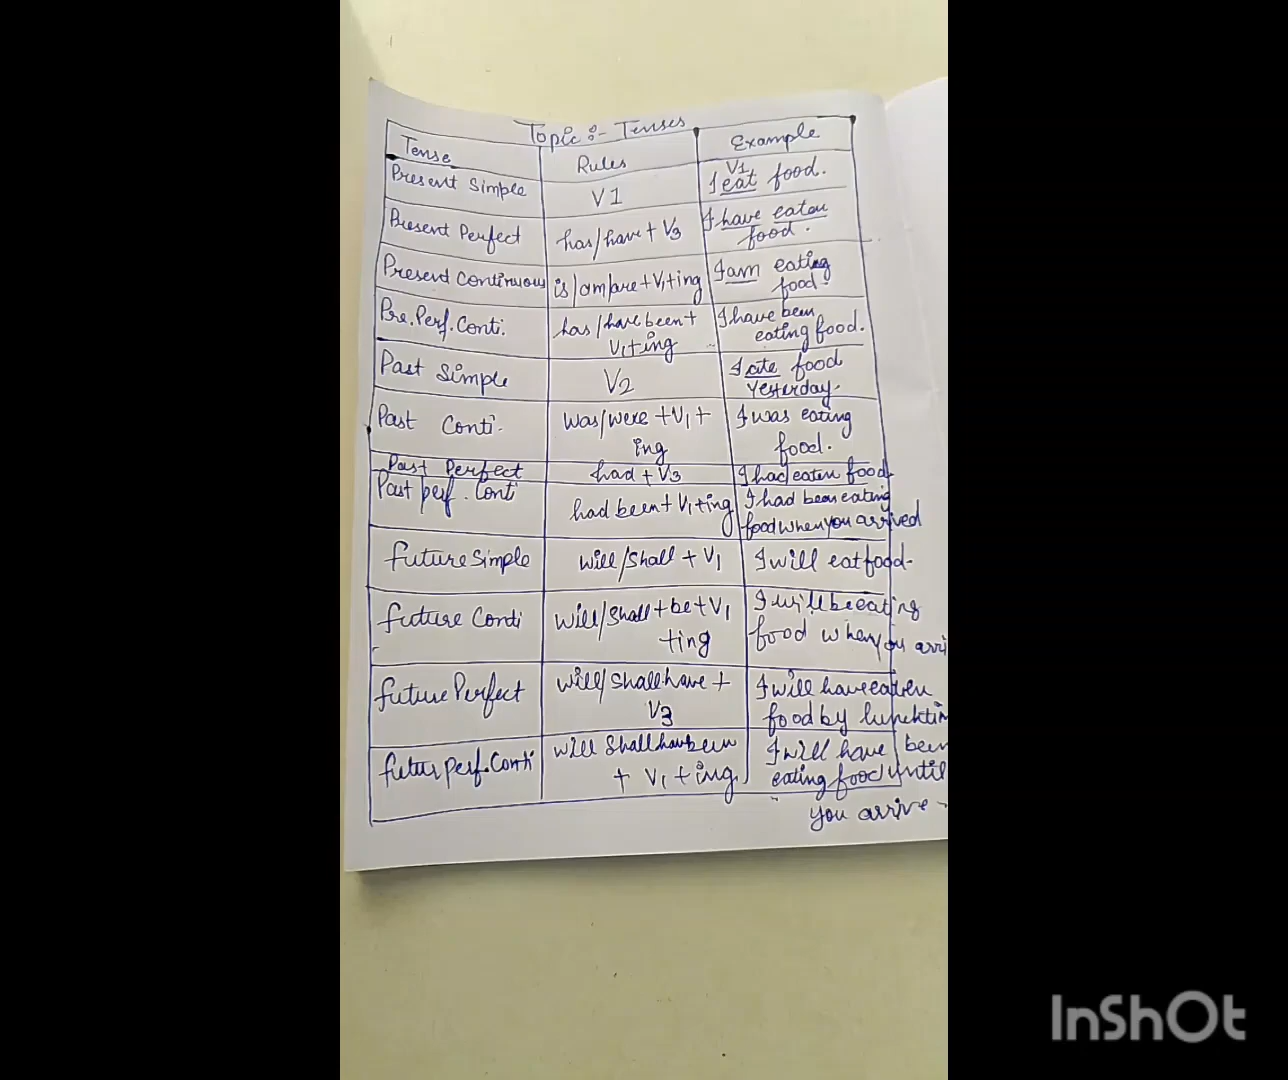 Topic :- Tenses
Tense Rules Example
Present Simple V1 V1 I eat food.
Present Perfect has/have + V3 I have eaten
food.
Present Continuous is/am/are+V1+ing I am eating
food.
Pre. Perf. Conti. has/have been + I have been
V1+ing eating food.
Past Simple V2 I ate food
Yesterday.
Past Conti. was/were +V1+ I was eating
ing food.
Past Perfect had + V3 I had eaten food
Past perf. Conti had been + V1+ing I had been eating
food when you arrived
future Simple will/shall + V1 I will eat food.
future Conti will/shall+be+V1 I will be eating
+ing food when you arri
future Perfect will/shall have + I will have eaten
V3 food by lunchtim
futur perf. Conti will shall have been I will have been
+ V1 + ing. eating food until
you arrive -
InShOt